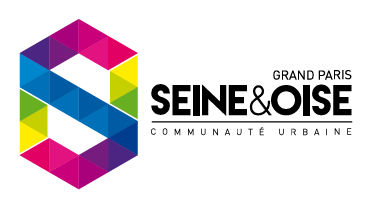 GRAND PARIS
SEINE&OISE
COMMUNAUTÉ URBAINE